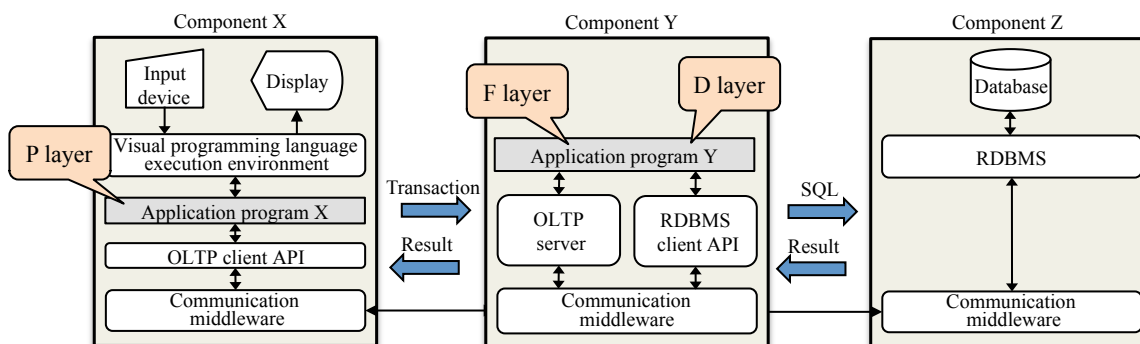 Component X
Input
device
Display
P layer
Visual programming language
execution environment
Application program X
OLTP client API
Communication
middleware
Transaction
Result
Component Y
F layer
D layer
Application program Y
OLTP
server
RDBMS
client API
Communication
middleware
SQL
Result
Component Z
Database
RDBMS
Communication
middleware